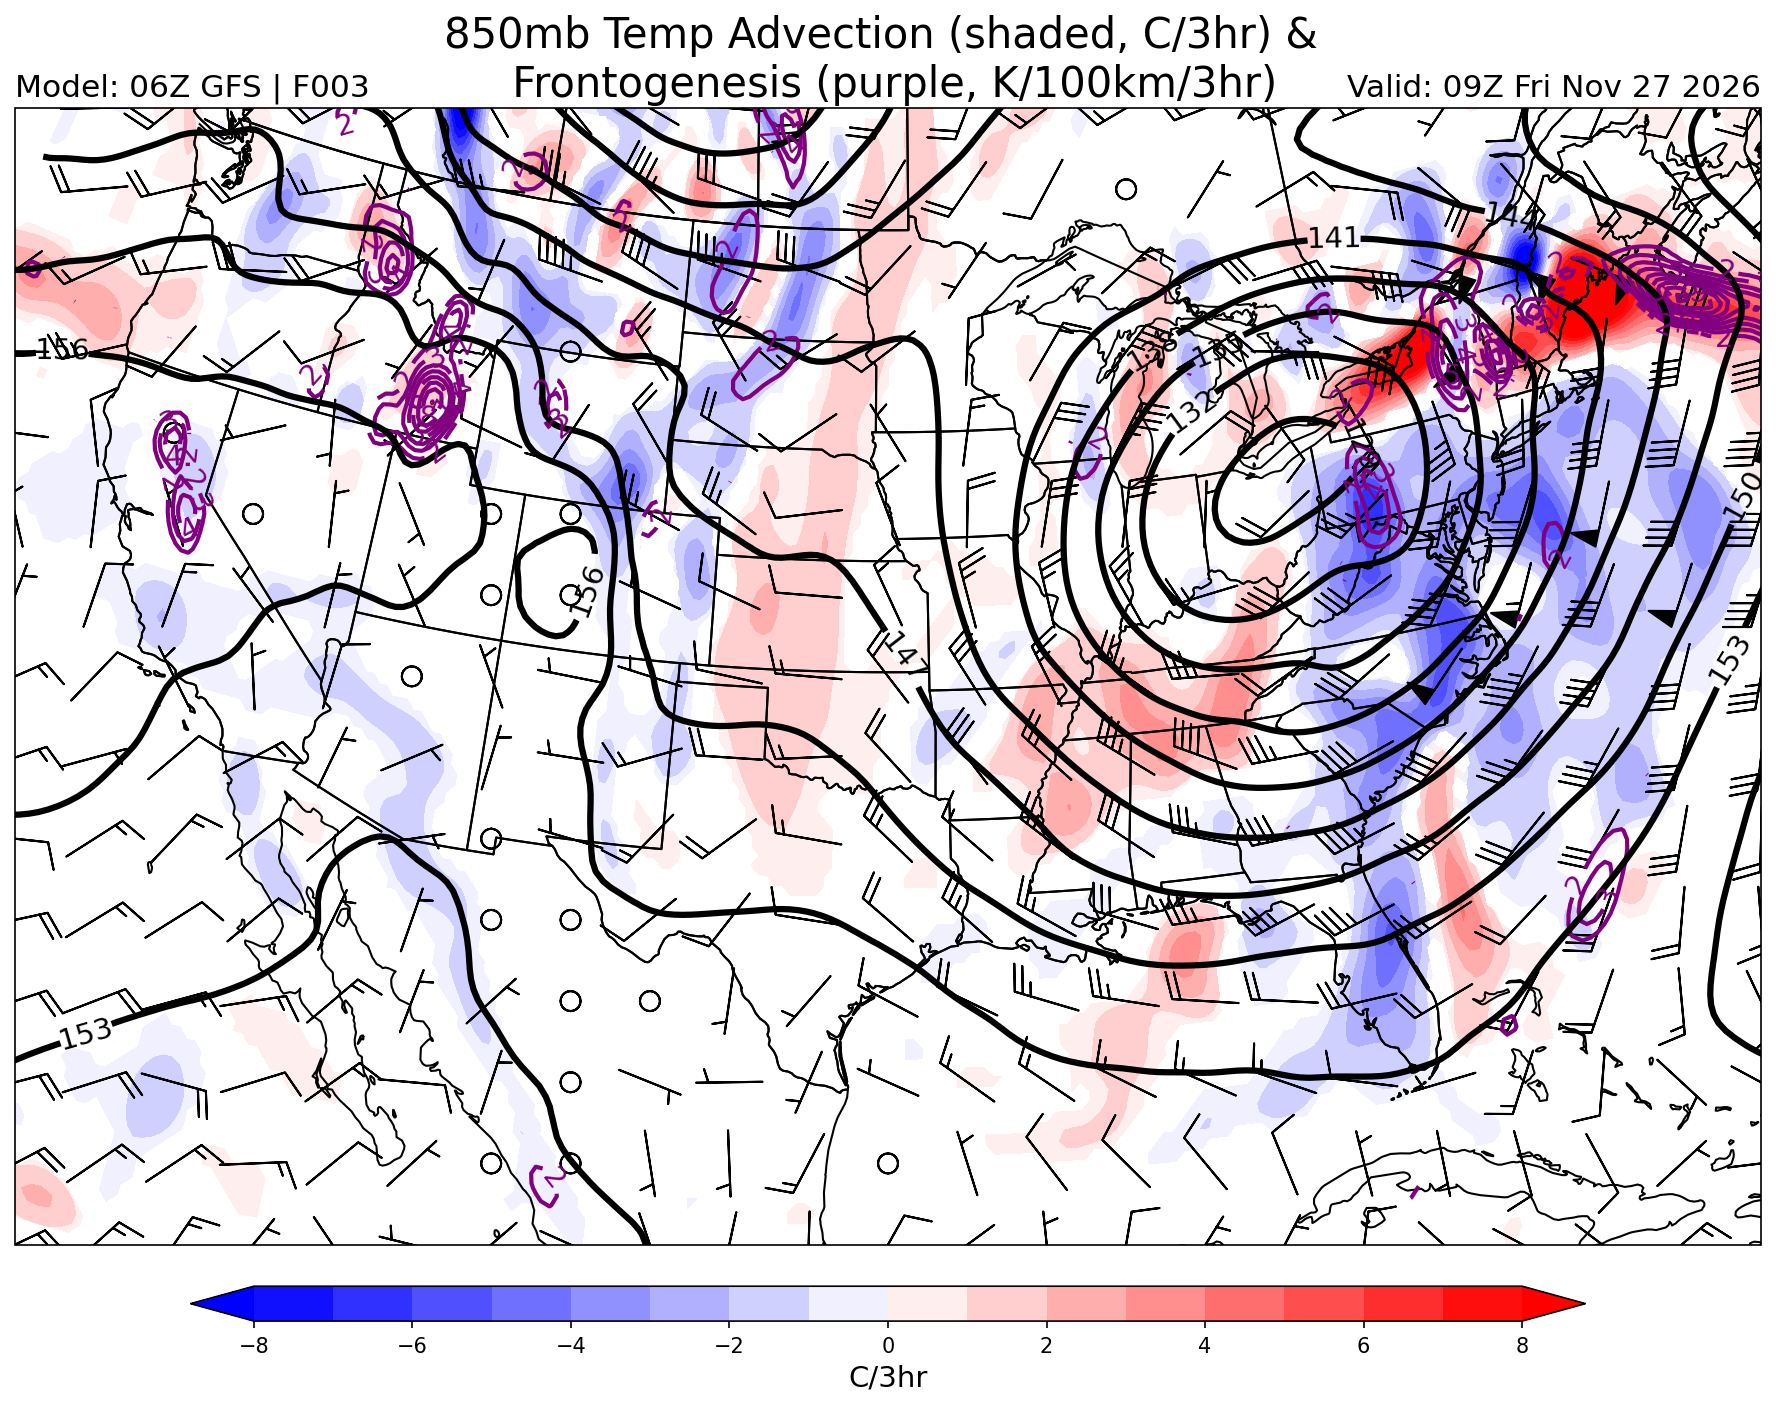 850mb Temp Advection (shaded, C/3hr) &
Model: 06Z GFS | F003
Frontogenesis (purple, K/100km/3hr)
Valid: 09Z Fri Nov 27 2026
144
141
156
132
150
156
153
153
−8 −6 −4 −2 0 2 4 6 8
C/3hr